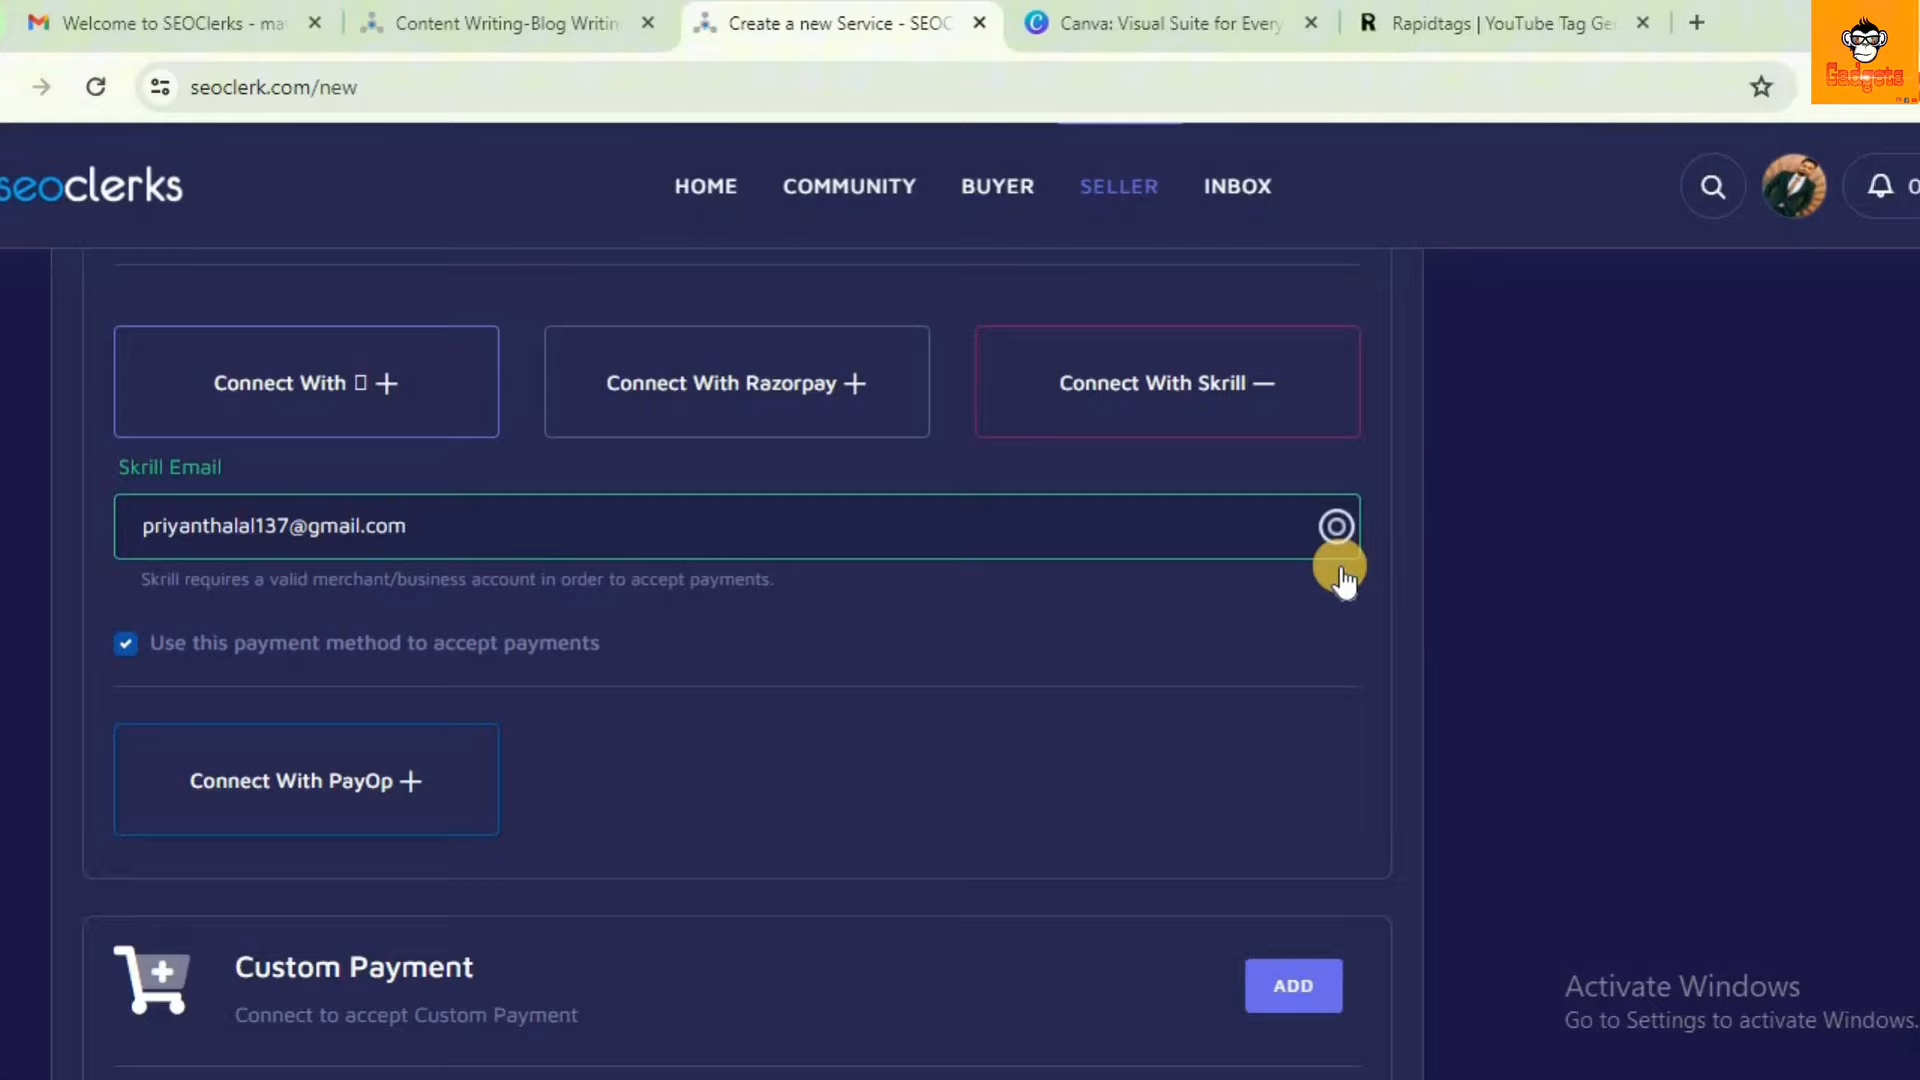 Welcome to SEOClerks - ma
Content Writing-Blog Writin
Create a new Service - SEOC
Canva: Visual Suite for Every
Rapidtags | YouTube Tag Ge
Gadgets
seoclerk.com/new
seoclerks
HOME
COMMUNITY
BUYER
SELLER
INBOX
0
Connect With
Connect With Razorpay
Connect With Skrill
Skrill Email
priyanthalal137@gmail.com
Skrill requires a valid merchant/business account in order to accept payments.
Use this payment method to accept payments
Connect With PayOp
Custom Payment
Connect to accept Custom Payment
ADD
Activate Windows
Go to Settings to activate Windows.